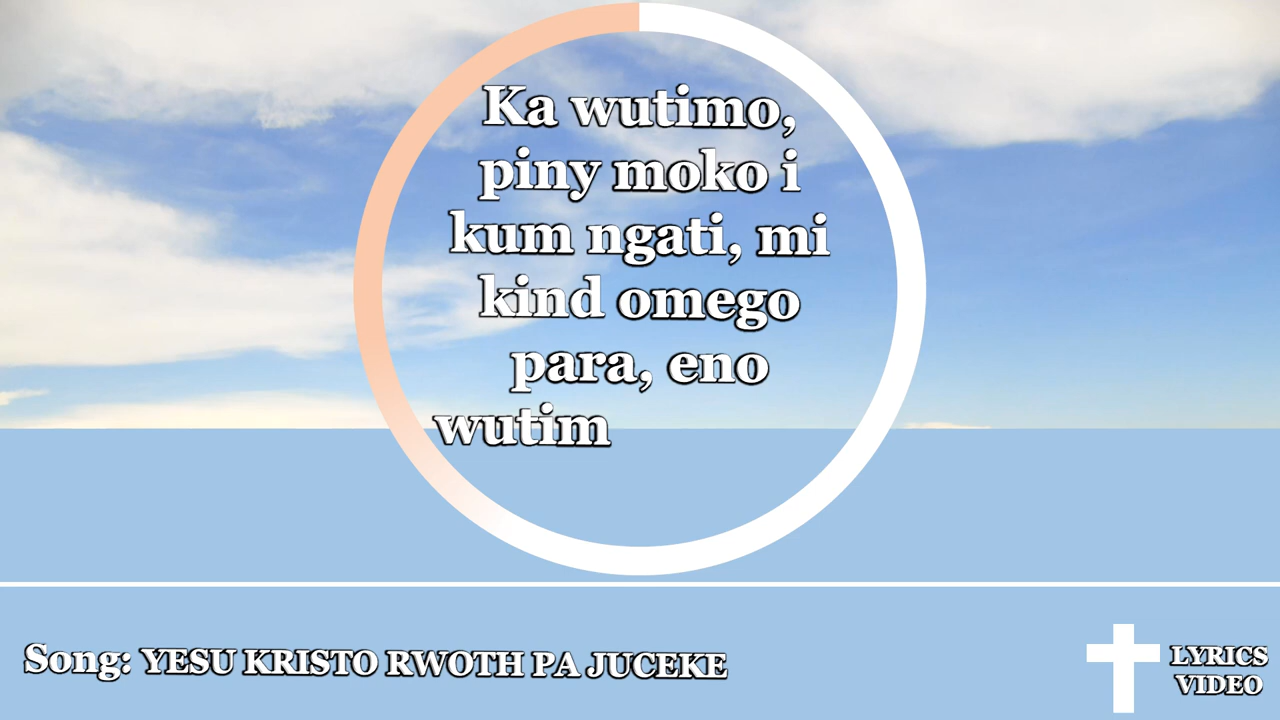 Ka wutimo,
piny moko i
kum ngati, mi
kind omego
para, eno
wutim
Song: YESU KRISTO RWOTH PA JUCEKE
LYRICS
VIDEO